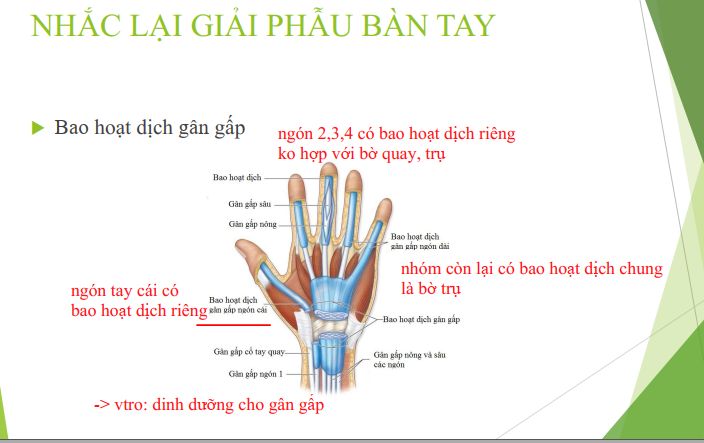 NHẮC LẠI GIẢI PHẪU BÀN TAY
Bao hoạt dịch gân gấp
ngón 2,3,4 có bao hoạt dịch riêng
ko hợp với bờ quay, trụ
Bao hoạt dịch
Gân gấp sâu
Gân gấp nông
Bao hoạt dịch
gân gấp ngón dài
nhóm còn lại có bao hoạt dịch chung
là bờ trụ
ngón tay cái có
bao hoạt dịch riêng
Bao hoạt dịch
gân gấp ngón cái
Bao hoạt dịch gân gấp
Gân gấp cổ tay quay
Gân gấp ngón 1
Gân gấp nông và sâu
các ngón
-> vtro: dinh dưỡng cho gân gấp